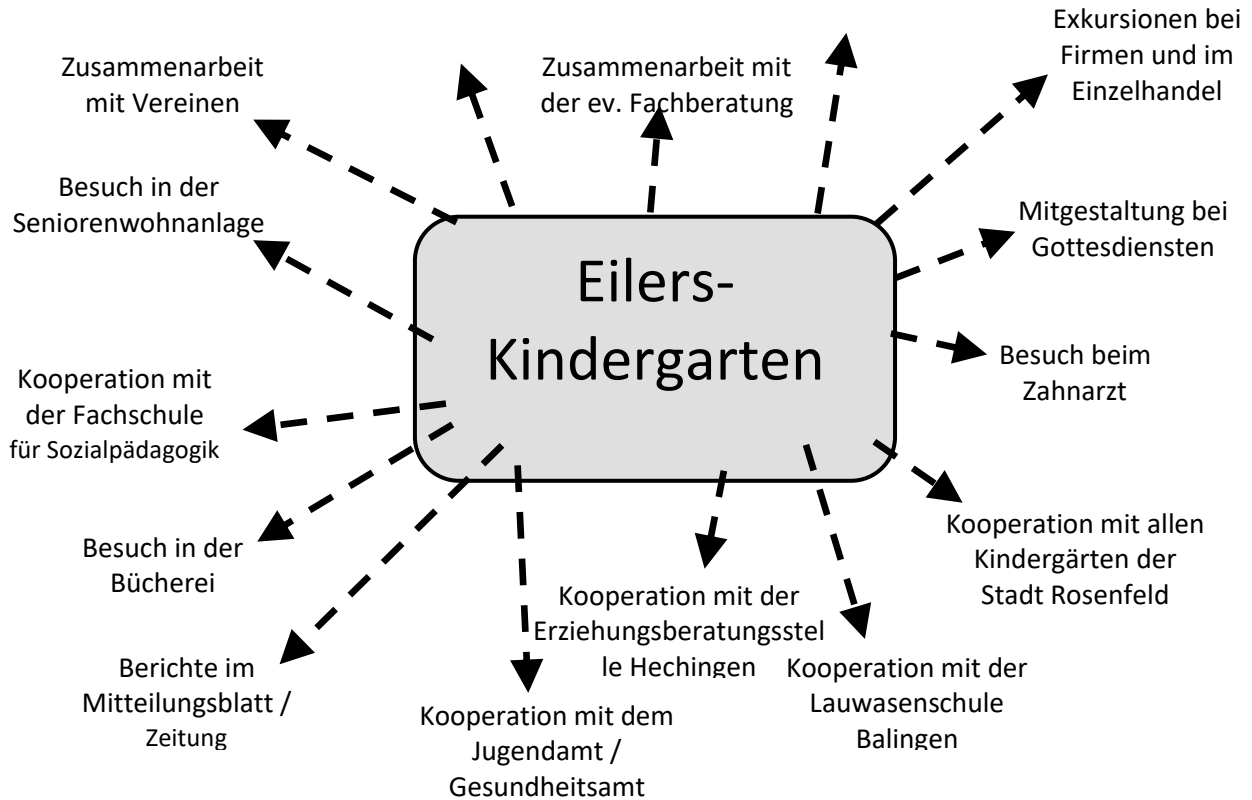 Exkursionen bei
Firmen und im
Einzelhandel
Zusammenarbeit
mit Vereinen
Zusammenarbeit mit
der ev. Fachberatung
Besuch in der
Seniorenwohnanlage
Mitgestaltung bei
Gottesdiensten
Eilers-
Kindergarten
Besuch beim
Zahnarzt
Kooperation mit
der Fachschule
für Sozialpädagogik
Kooperation mit allen
Kindergärten der
Stadt Rosenfeld
Besuch in der
Bücherei
Kooperation mit der
Erziehungsberatungsstel
le Hechingen
Berichte im
Mitteilungsblatt /
Zeitung
Kooperation mit der
Lauwasenschule
Balingen
Kooperation mit dem
Jugendamt /
Gesundheitsamt